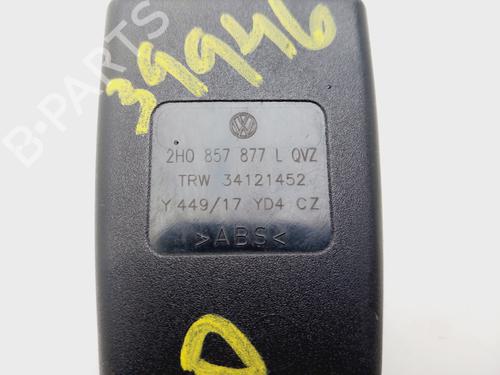 39946
2H0 857 877 L QVZ
TRW 34121452
Y 449/17 YD4 CZ
>ABS<
D
B-PARTS